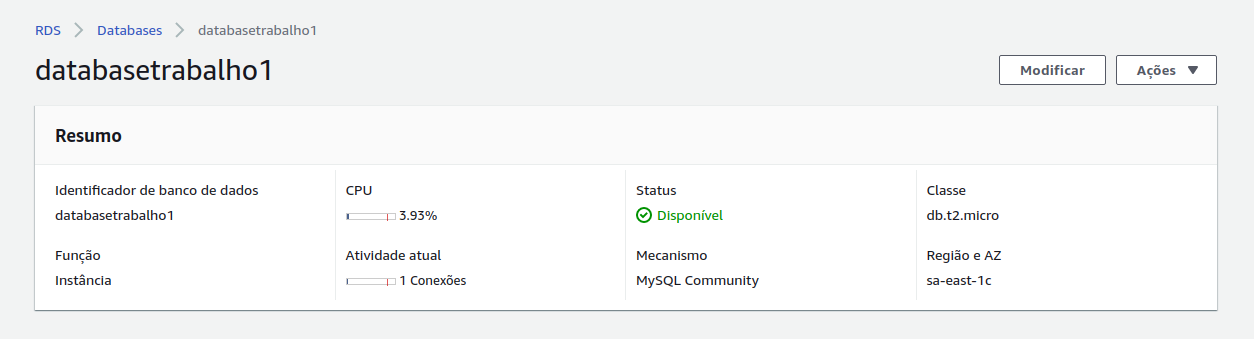 RDS > Databases > databasetrabalho1
databasetrabalho1
Modificar
Ações
Resumo
Identificador de banco de dados
databasetrabalho1
CPU
3.93%
Status
Disponível
Classe
db.t2.micro
Função
Instância
Atividade atual
1 Conexões
Mecanismo
MySQL Community
Região e AZ
sa-east-1c